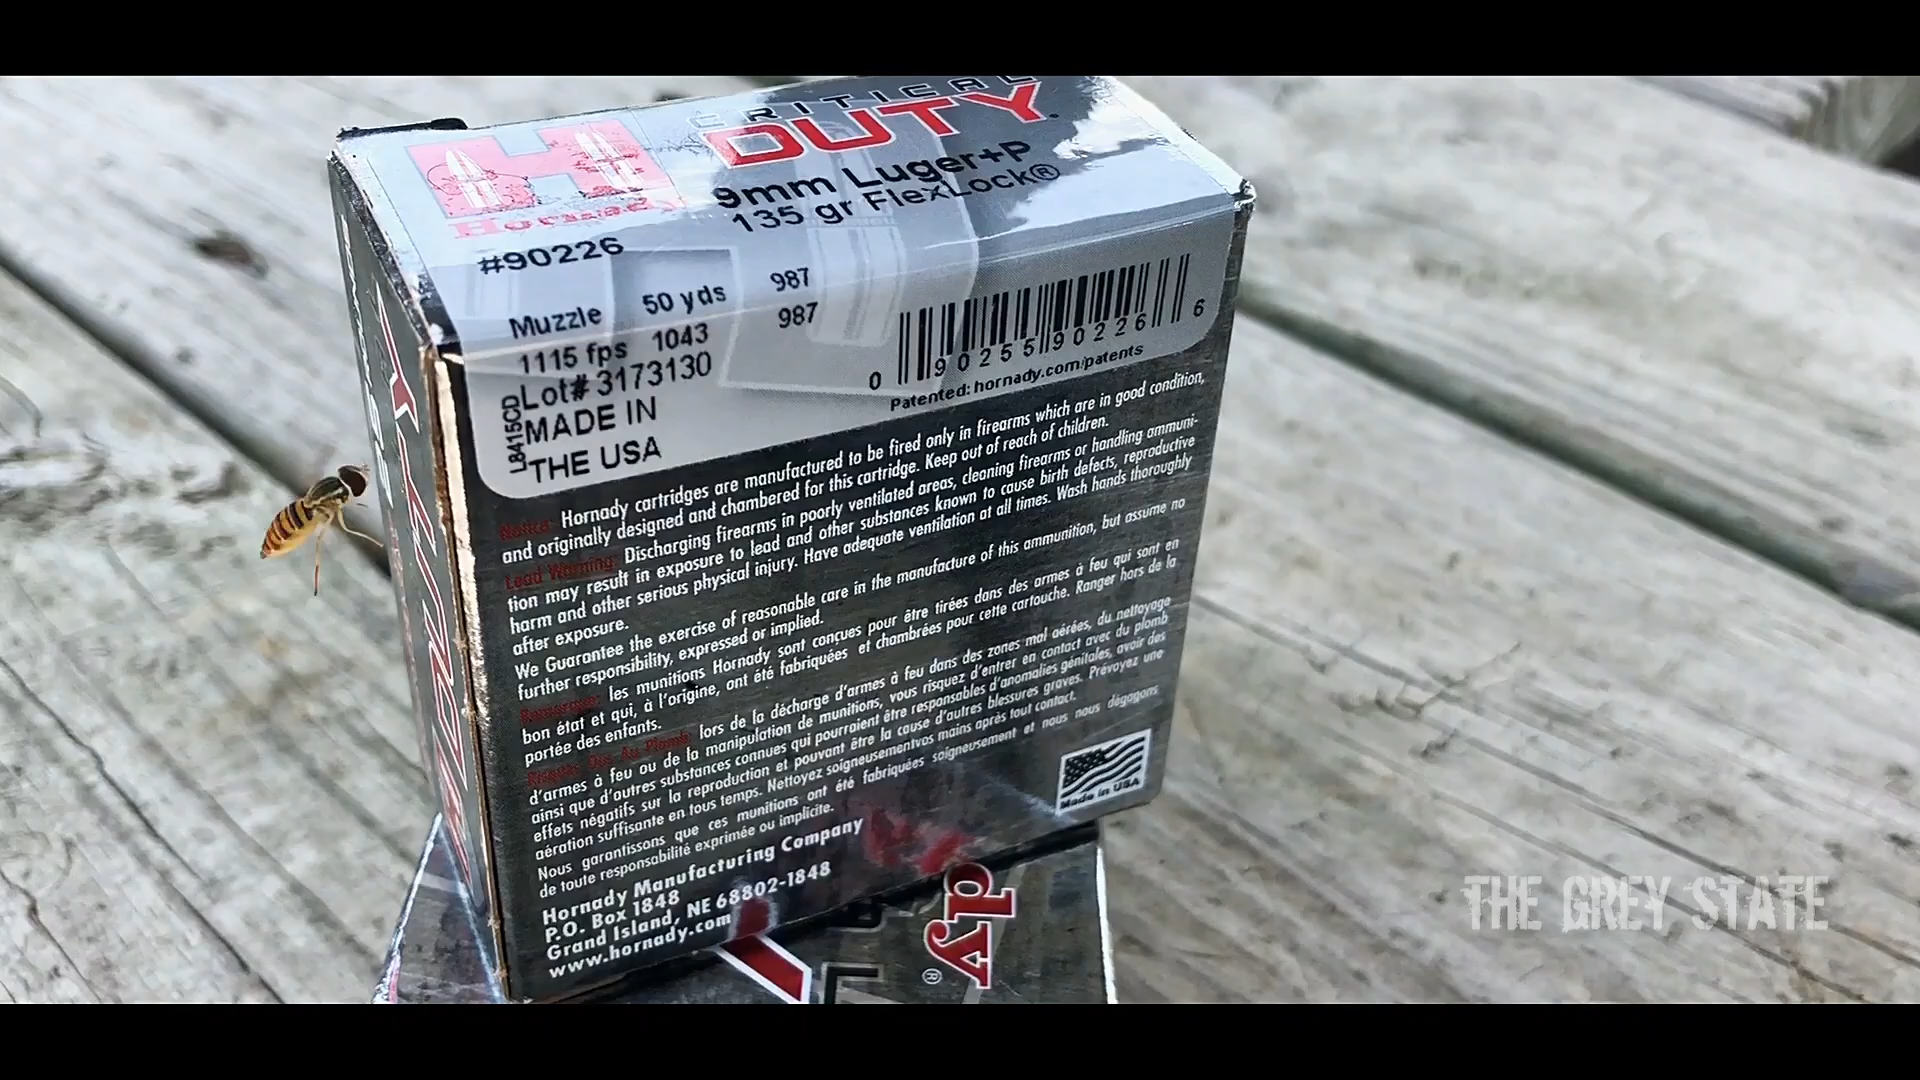 CRITICAL
DUTY
9mm Luger+P
135 gr FlexLock®
Hornady
#90226
Muzzle 50 yds 987
1115 fps 1043 987
Lot# 3173130
MADE IN
THE USA
L8415CD
0 90255 90226 6
Patented: hornady.com/patents
Notice: Hornady cartridges are manufactured to be fired only in firearms which are in good condition,
and originally designed and chambered for this cartridge. Keep out of reach of children.
Lead Warning: Discharging firearms in poorly ventilated areas, cleaning firearms or handling ammuni-
tion may result in exposure to lead and other substances known to cause birth defects, reproductive
harm and other serious physical injury. Have adequate ventilation at all times. Wash hands thoroughly
after exposure.
We Guarantee the exercise of reasonable care in the manufacture of this ammunition, but assume no
further responsibility, expressed or implied.
Remarque: les munitions Hornady sont conçues pour être tirées dans des armes à feu qui sont en
bon état et qui, à l'origine, ont été fabriquées et chambrées pour cette cartouche. Ranger hors de la
portée des enfants.
Au Plomb: lors de la décharge d'armes à feu dans des zones mal aérées, du nettoyage
d'armes à feu ou de la manipulation de munitions, vous risquez d'entrer en contact avec du plomb
ainsi que d'autres substances connues qui pourraient être responsables d'anomalies génitales, avoir des
effets négatifs sur la reproduction et pouvant être la cause d'autres blessures graves. Prévoyez une
aération suffisante en tous temps. Nettoyez soigneusementvos mains après tout contact.
Nous garantissons que ces munitions ont été fabriquées soigneusement et nous nous dégageons
de toute responsabilité exprimée ou implicite.
Hornady Manufacturing Company
P.O. Box 1848
Grand Island, NE 68802-1848
www.hornady.com
Made in USA
dy®
DUTY
THE GREY STATE